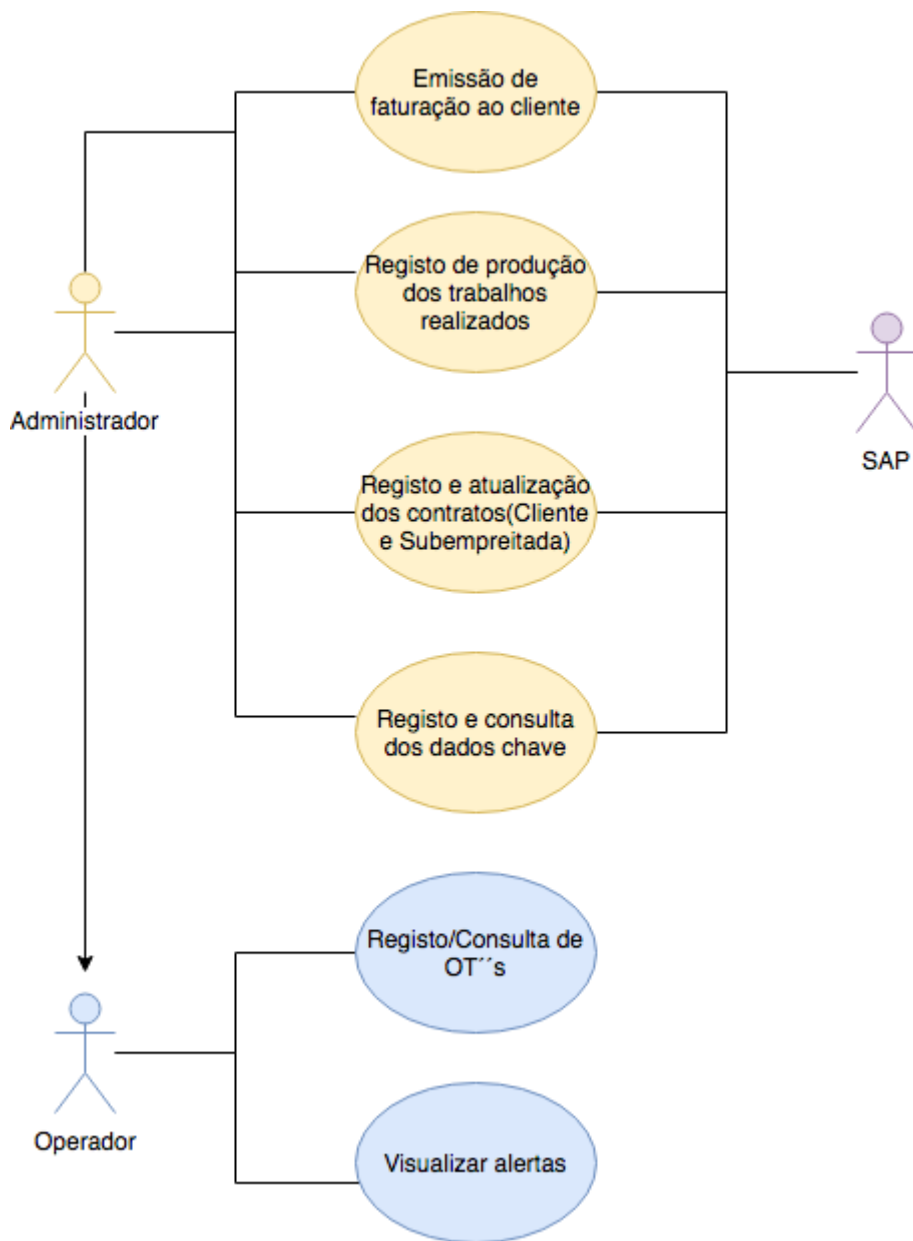 Emissão de
faturação ao cliente
Registo de produção
dos trabalhos
realizados
Administrador
SAP
Registo e atualização
dos contratos(Cliente
e Subempreitada)
Registo e consulta
dos dados chave
Registo/Consulta de
OT´´s
Operador
Visualizar alertas